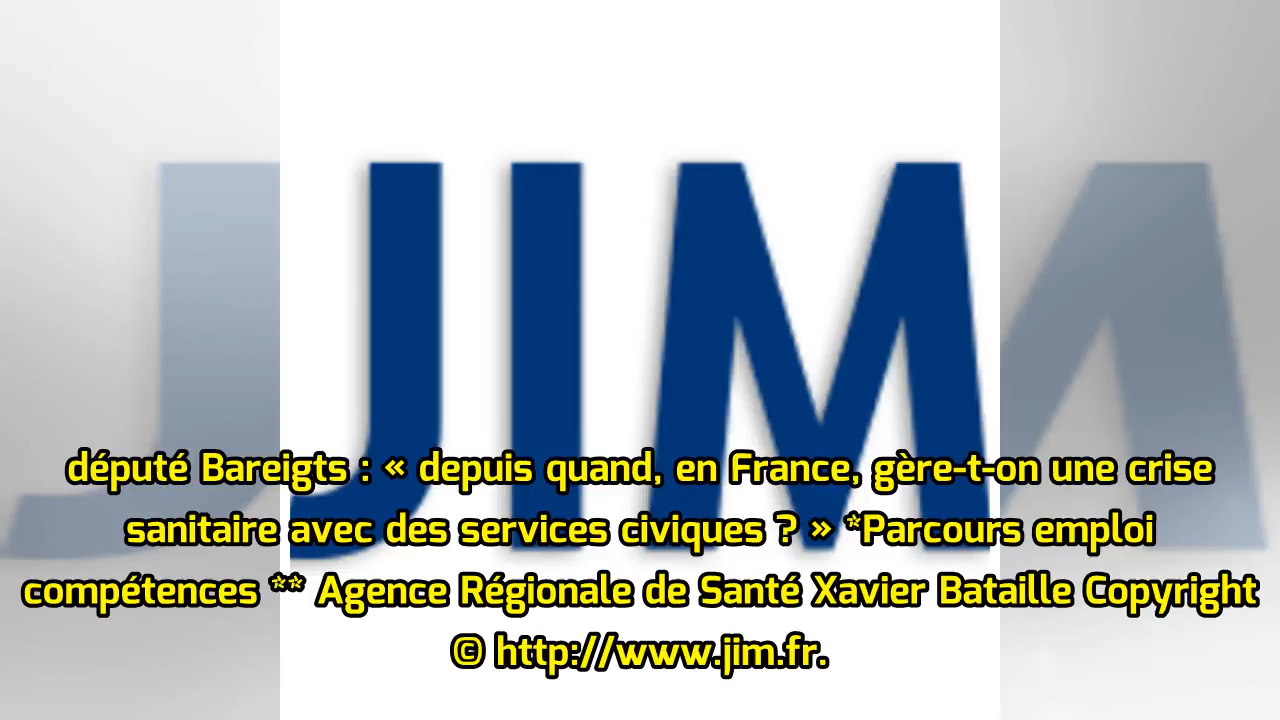 JIM
député Bareigts : « depuis quand, en France, gère-t-on une crise
sanitaire avec des services civiques ? » *Parcours emploi
compétences ** Agence Régionale de Santé Xavier Bataille Copyright
© http://www.jim.fr.